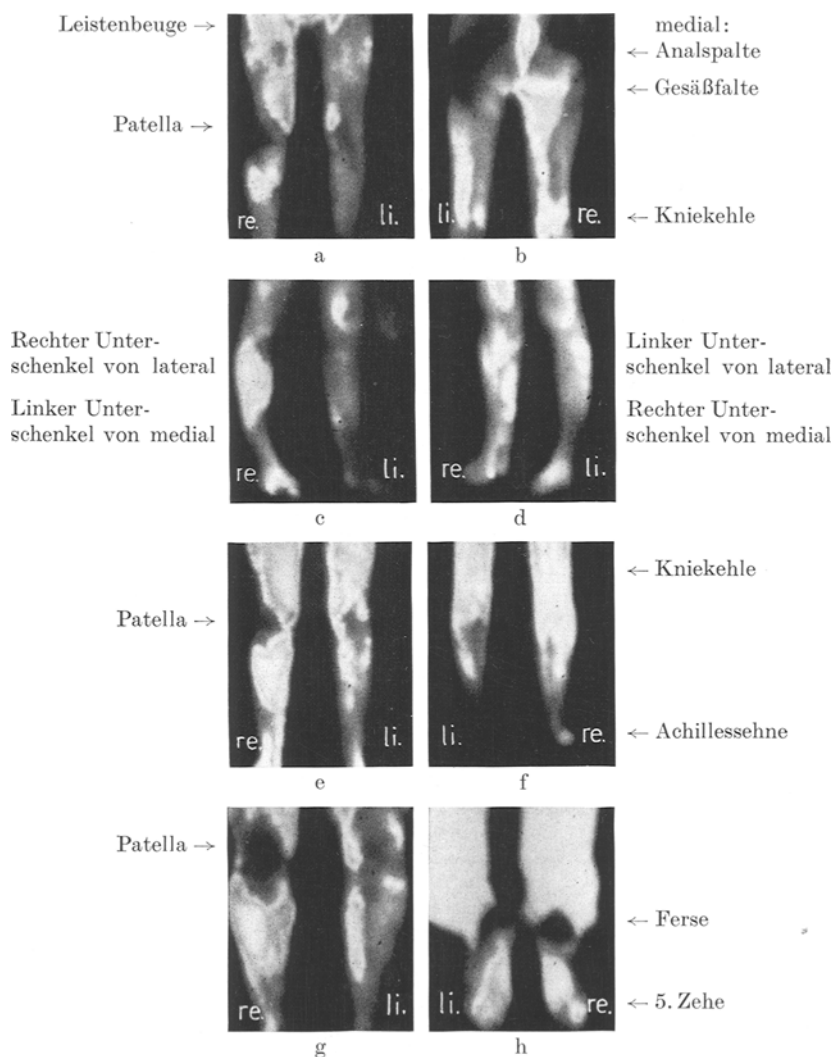 Leistenbeuge →
Patella →
re.
li.
a
medial:
← Analspalte
← Gesäßfalte
← Kniekehle
li.
re.
b
Rechter Unter-
schenkel von lateral
Linker Unter-
schenkel von medial
re.
li.
c
Linker Unter-
schenkel von lateral
Rechter Unter-
schenkel von medial
re.
li.
d
Patella →
re.
li.
e
← Kniekehle
← Achillessehne
li.
re.
f
Patella →
re.
li.
g
← Ferse
← 5. Zehe
li.
re.
h